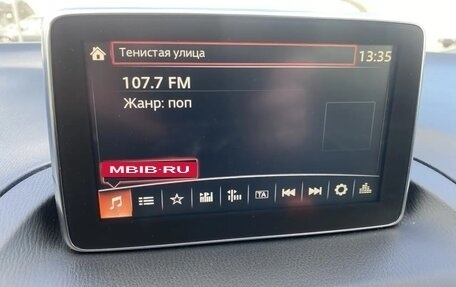 Тенистая улица
13:35
107.7 FM
Жанр: поп
MBIB·RU
TA